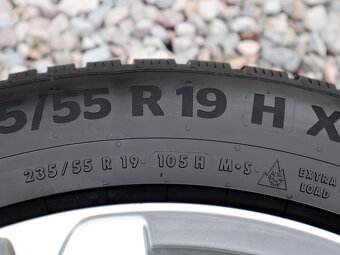 5/55 R 19 H X
235/55 R 19 105 H M·S EXTRA
LOAD